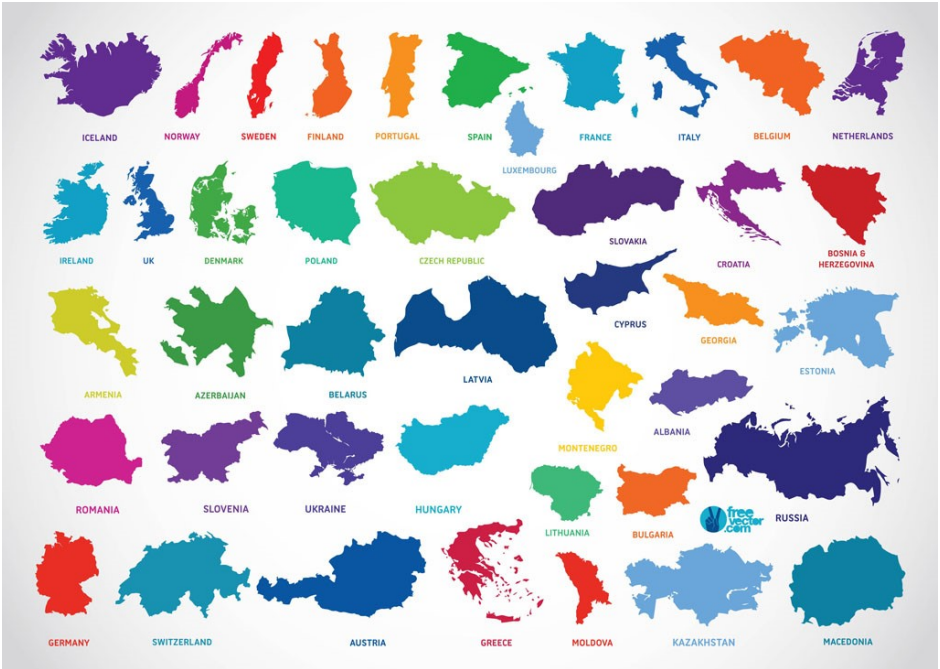 ICELAND
NORWAY
SWEDEN
FINLAND
PORTUGAL
SPAIN
FRANCE
ITALY
BELGIUM
NETHERLANDS
LUXEMBOURG
IRELAND
UK
DENMARK
POLAND
CZECH REPUBLIC
SLOVAKIA
CROATIA
BOSNIA &
HERZEGOVINA
CYPRUS
GEORGIA
ARMENIA
AZERBAIJAN
BELARUS
LATVIA
ESTONIA
MONTENEGRO
ALBANIA
ROMANIA
SLOVENIA
UKRAINE
HUNGARY
LITHUANIA
BULGARIA
free
vector
.com
RUSSIA
GERMANY
SWITZERLAND
AUSTRIA
GREECE
MOLDOVA
KAZAKHSTAN
MACEDONIA